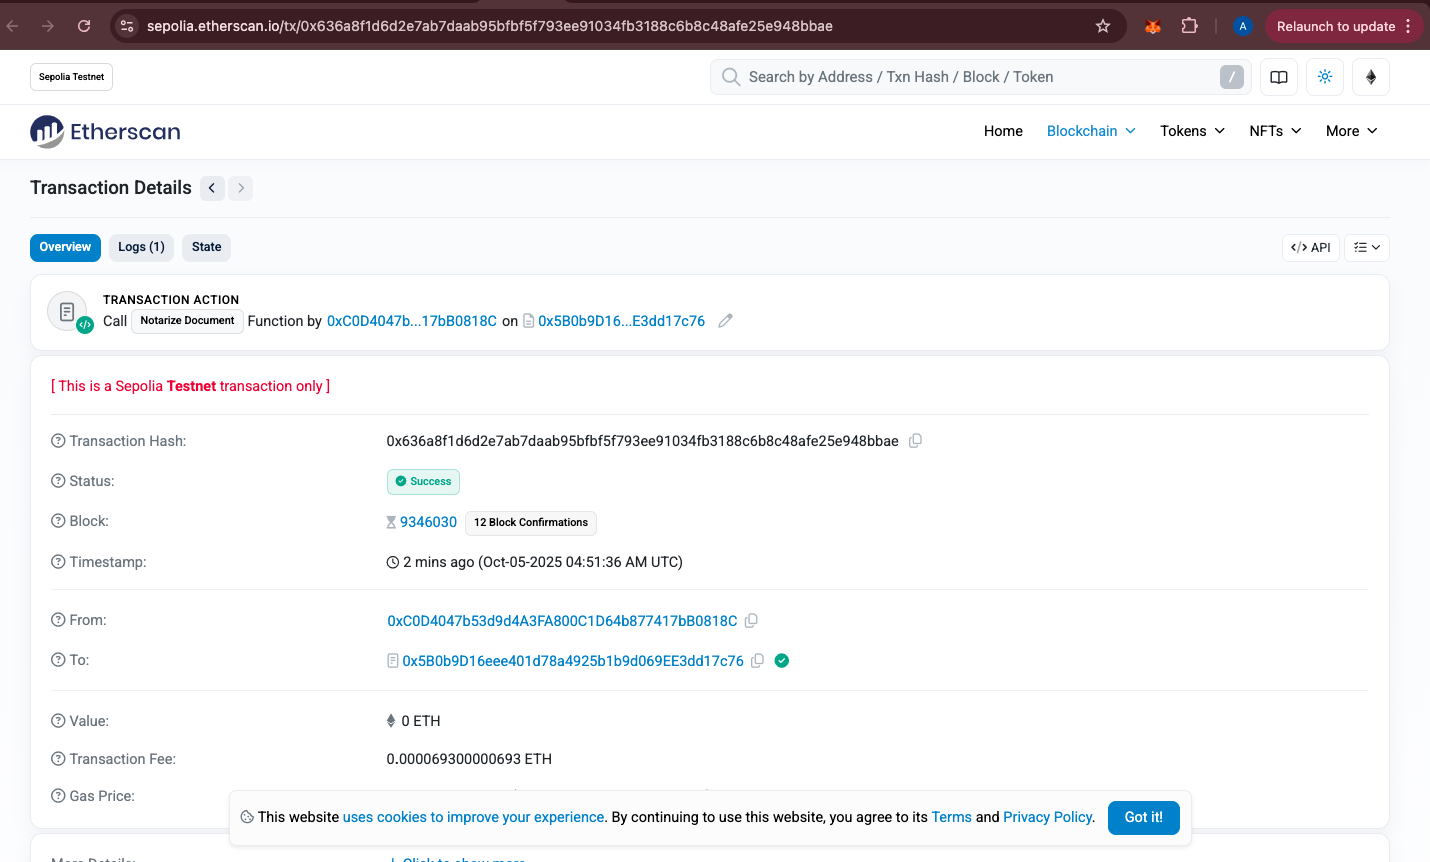 sepolia.etherscan.io/tx/0x636a8f1d6d2e7ab7daab95bfbf5f793ee91034fb3188c6b8c48afe25e948bbae
A
Relaunch to update
Sepolia Testnet
Search by Address / Txn Hash / Block / Token
/
Etherscan
Home Blockchain Tokens NFTs More
Transaction Details
Overview Logs (1) State
</> API
TRANSACTION ACTION
Call Notarize Document Function by 0xC0D4047b...17bB0818C on 0x5B0b9D16...E3dd17c76
[ This is a Sepolia Testnet transaction only ]
Transaction Hash: 0x636a8f1d6d2e7ab7daab95bfbf5f793ee91034fb3188c6b8c48afe25e948bbae
Status: Success
Block: 9346030 12 Block Confirmations
Timestamp: 2 mins ago (Oct-05-2025 04:51:36 AM UTC)
From: 0xC0D4047b53d9d4A3FA800C1D64b877417bB0818C
To: 0x5B0b9D16eee401d78a4925b1b9d069EE3dd17c76
Value: 0 ETH
Transaction Fee: 0.000069300000693 ETH
Gas Price:
This website uses cookies to improve your experience. By continuing to use this website, you agree to its Terms and Privacy Policy. Got it!
More Details: Click to show more